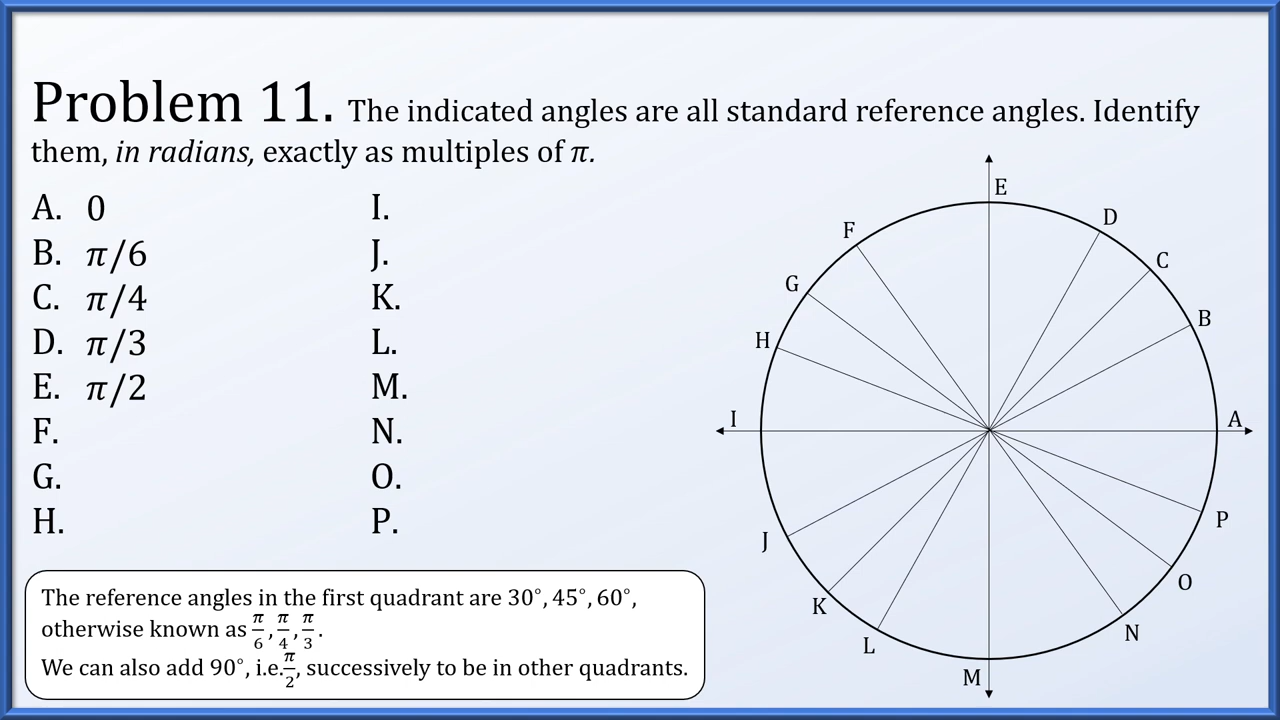 Problem 11. The indicated angles are all standard reference angles. Identify
them, in radians, exactly as multiples of π.
A. 0
B. π/6
C. π/4
D. π/3
E. π/2
F.
G.
H.
I.
J.
K.
L.
M.
N.
O.
P.
The reference angles in the first quadrant are 30°, 45°, 60°,
otherwise known as π/6, π/4, π/3.
We can also add 90°, i.e. π/2, successively to be in other quadrants.
E
D
F
C
G
B
H
I
A
P
J
O
K
N
L
M